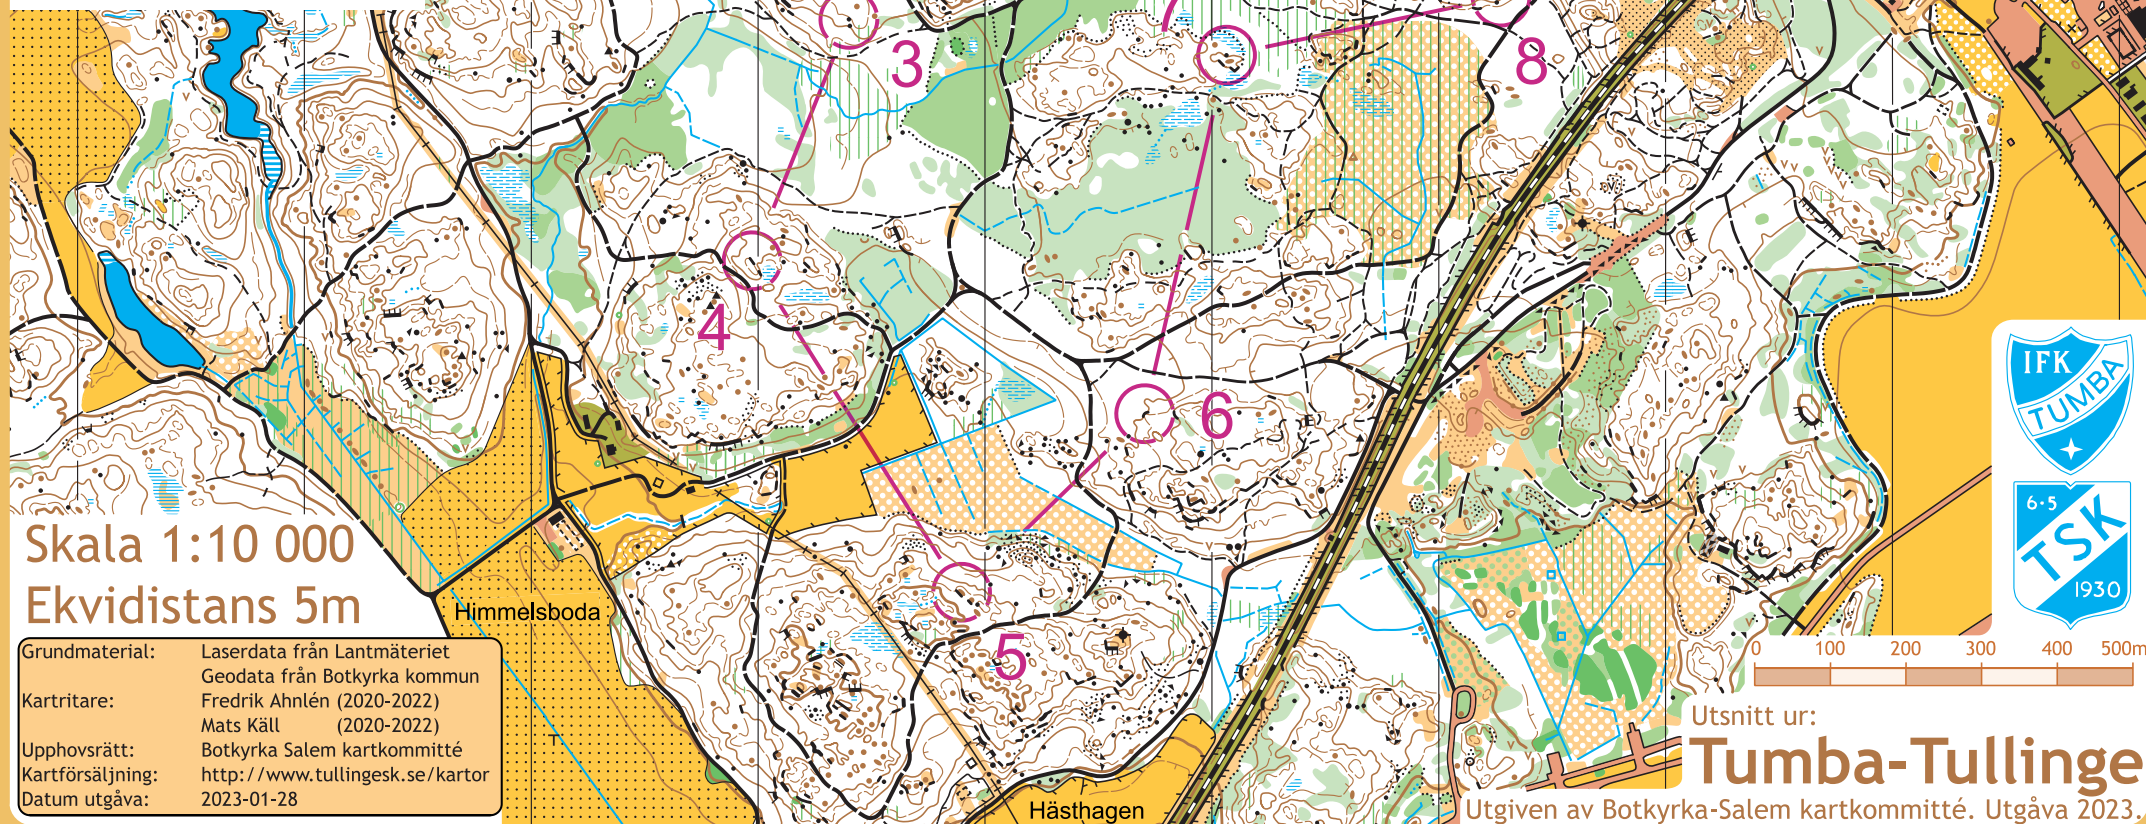 3
8
4
6
5
Skala 1:10 000
Ekvidistans 5m
Himmelsboda
Hästhagen
Grundmaterial: Laserdata från Lantmäteriet
Geodata från Botkyrka kommun
Kartritare: Fredrik Ahnlén (2020-2022)
Mats Käll (2020-2022)
Upphovsrätt: Botkyrka Salem kartkommitté
Kartförsäljning: http://www.tullingesk.se/kartor
Datum utgåva: 2023-01-28
IFK
TUMBA
6·5
TSK
1930
0 100 200 300 400 500m
Utsnitt ur:
Tumba-Tullinge
Utgiven av Botkyrka-Salem kartkommitté. Utgåva 2023.